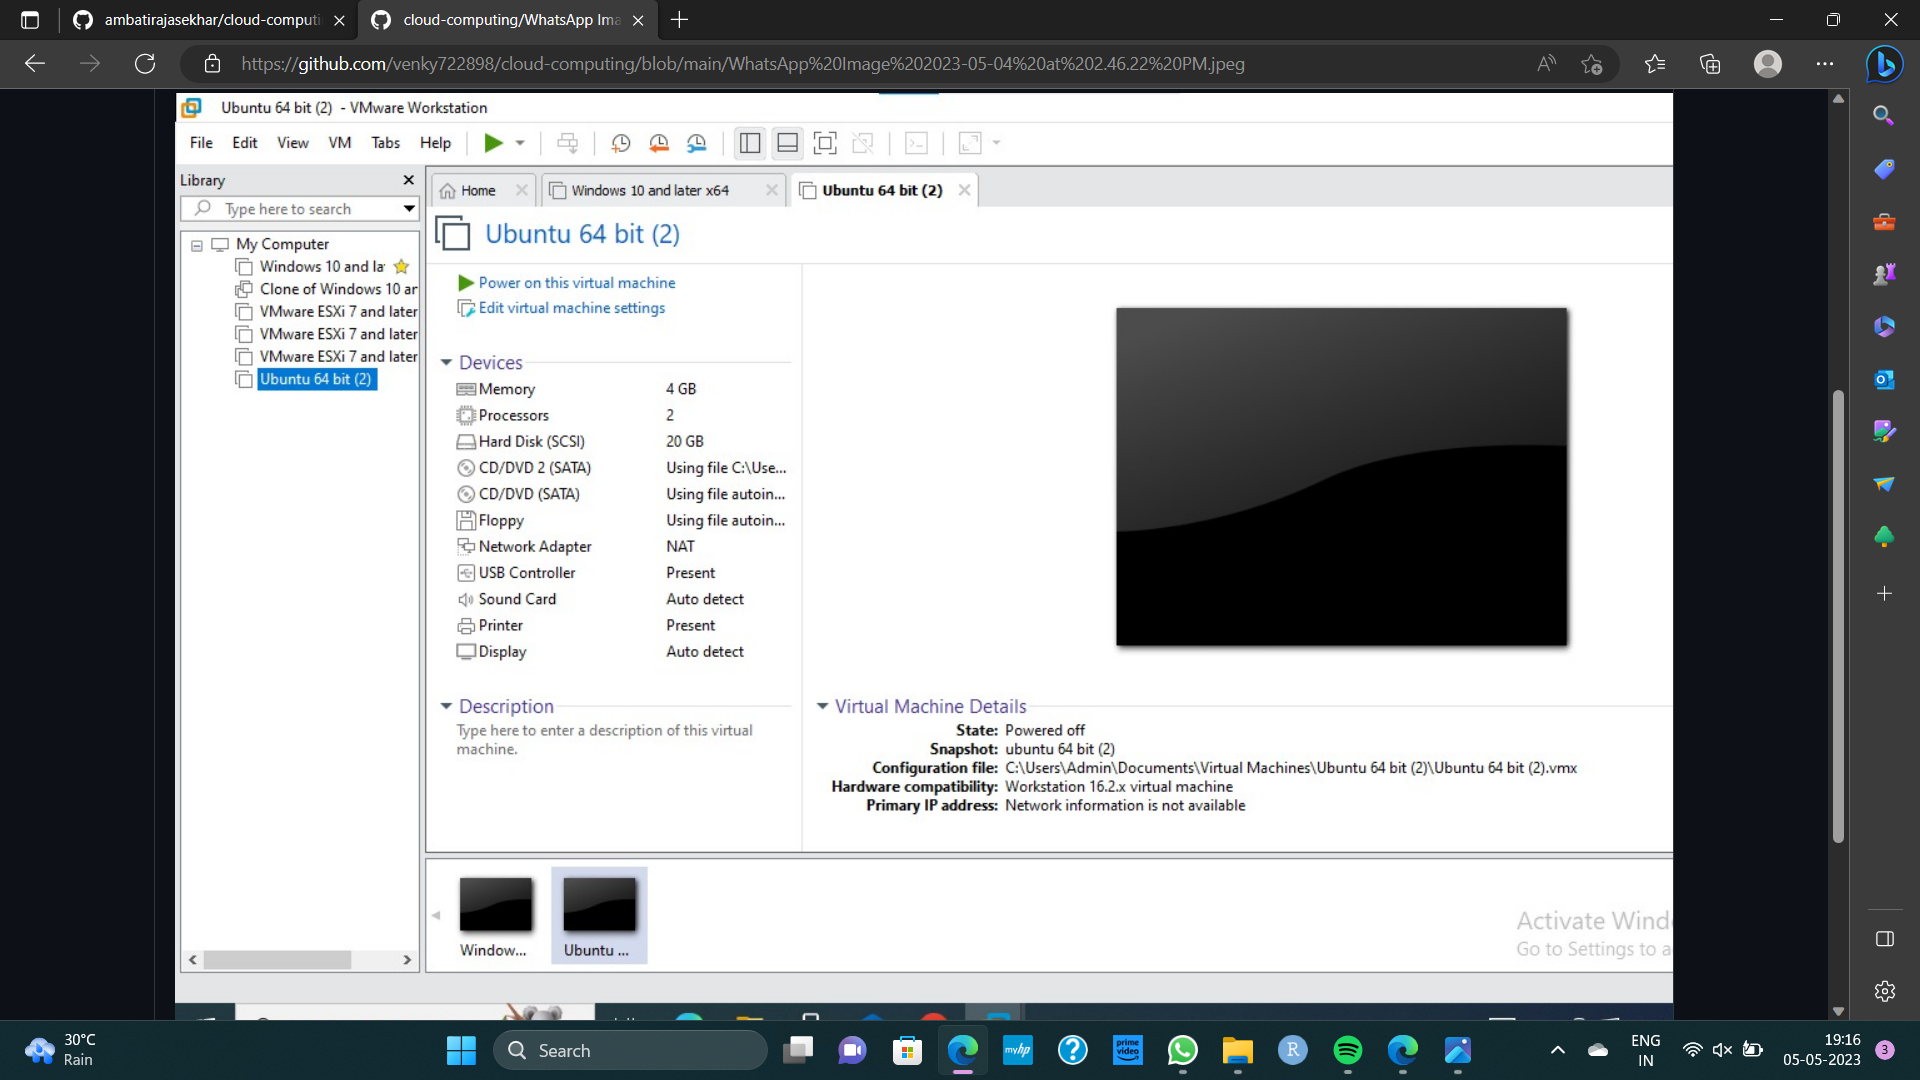 ambatirajasekhar/cloud-computi
cloud-computing/WhatsApp Ima
https://github.com/venky722898/cloud-computing/blob/main/WhatsApp%20Image%202023-05-04%20at%202.46.22%20PM.jpeg
Ubuntu 64 bit (2) - VMware Workstation
File Edit View VM Tabs Help
Library
Type here to search
My Computer
Windows 10 and la
Clone of Windows 10 ar
VMware ESXi 7 and later
VMware ESXi 7 and later
VMware ESXi 7 and later
Ubuntu 64 bit (2)
Home
Windows 10 and later x64
Ubuntu 64 bit (2)
Ubuntu 64 bit (2)
Power on this virtual machine
Edit virtual machine settings
Devices
Memory 4 GB
Processors 2
Hard Disk (SCSI) 20 GB
CD/DVD 2 (SATA) Using file C:\Use...
CD/DVD (SATA) Using file autoin...
Floppy Using file autoin...
Network Adapter NAT
USB Controller Present
Sound Card Auto detect
Printer Present
Display Auto detect
Description
Type here to enter a description of this virtual
machine.
Virtual Machine Details
State: Powered off
Snapshot: ubuntu 64 bit (2)
Configuration file: C:\Users\Admin\Documents\Virtual Machines\Ubuntu 64 bit (2)\Ubuntu 64 bit (2).vmx
Hardware compatibility: Workstation 16.2.x virtual machine
Primary IP address: Network information is not available
Window...
Ubuntu ...
Activate Wind
Go to Settings to a
30°C
Rain
Search
myhp
prime
video
R
ENG
IN
19:16
05-05-2023
3